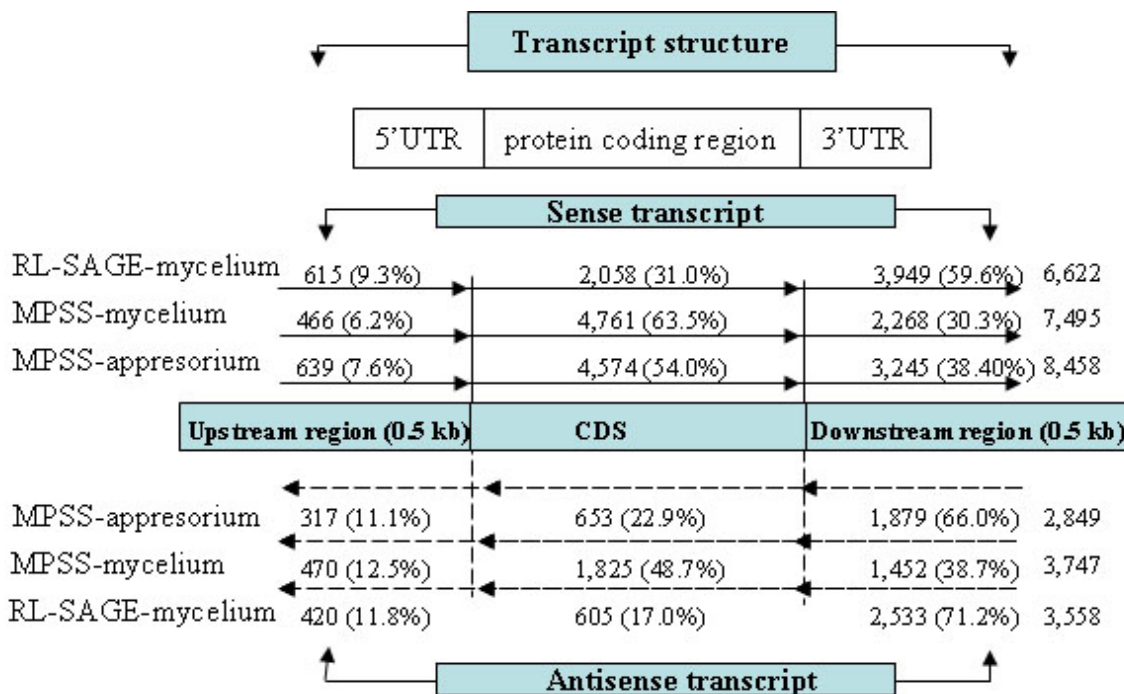 Transcript structure
5’UTR protein coding region 3’UTR
Sense transcript
RL-SAGE-mycelium 615 (9.3%) 2,058 (31.0%) 3,949 (59.6%) 6,622
MPSS-mycelium 466 (6.2%) 4,761 (63.5%) 2,268 (30.3%) 7,495
MPSS-appresorium 639 (7.6%) 4,574 (54.0%) 3,245 (38.40%) 8,458
Upstream region (0.5 kb) CDS Downstream region (0.5 kb)
MPSS-appresorium 317 (11.1%) 653 (22.9%) 1,879 (66.0%) 2,849
MPSS-mycelium 470 (12.5%) 1,825 (48.7%) 1,452 (38.7%) 3,747
RL-SAGE-mycelium 420 (11.8%) 605 (17.0%) 2,533 (71.2%) 3,558
Antisense transcript